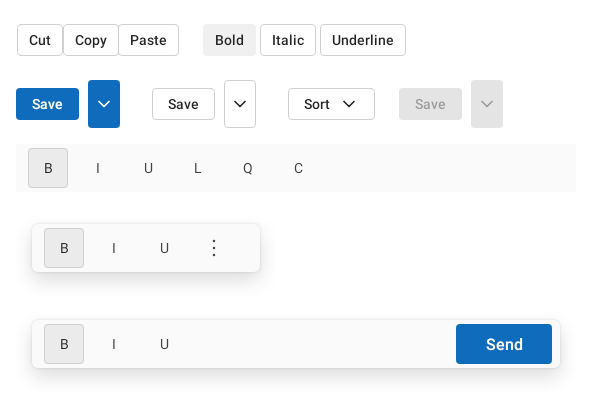 Cut Copy Paste Bold Italic Underline
Save Save Sort Save
B I U L Q C
B I U
B I U Send